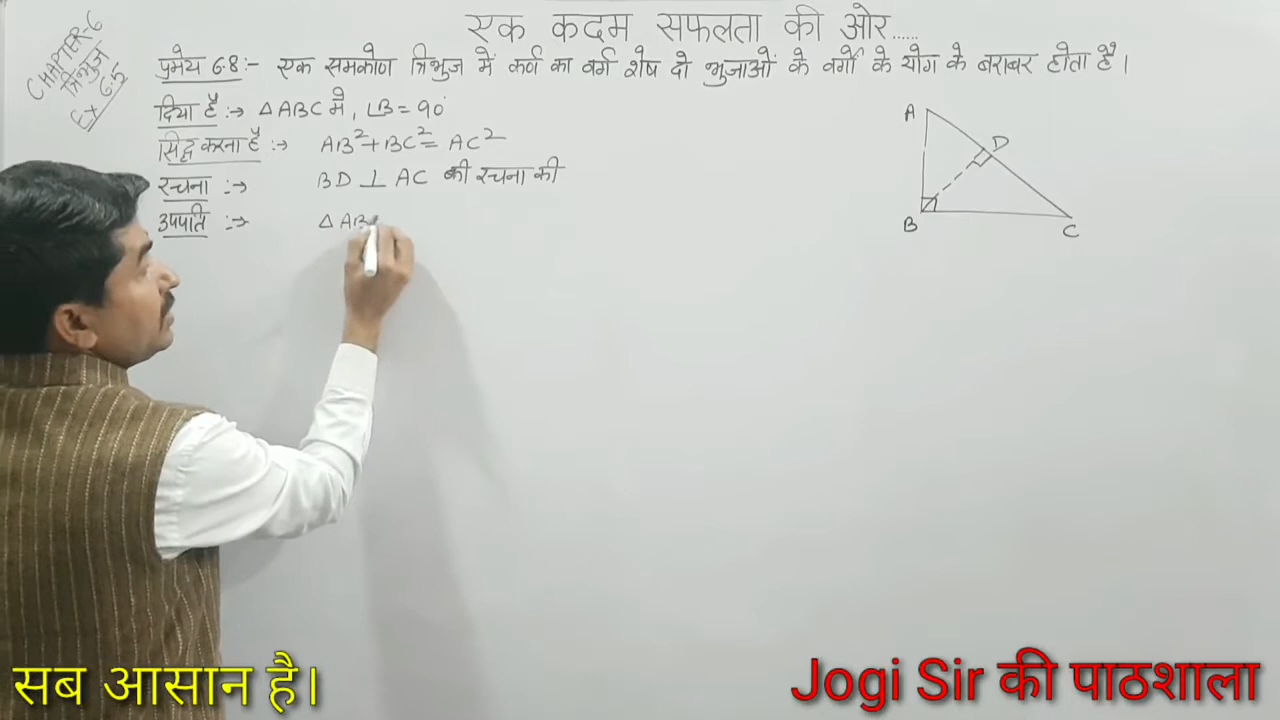 एक कदम सफलता की ओर......
CHAPTER-6
त्रिभुज
Ex 6.5
प्रमेय 6.8:- एक समकोण त्रिभुज में कर्ण का वर्ग शेष दो भुजाओं के वर्गों के योग के बराबर होता है।
दिया है :→ △ABC में, ∠B = 90°
सिद्ध करना है :→ AB²+BC² = AC²
रचना :→ BD ⊥ AC की रचना की
उपपति :→ △AB
A
D
B
C
सब आसान है।
Jogi Sir की पाठशाला